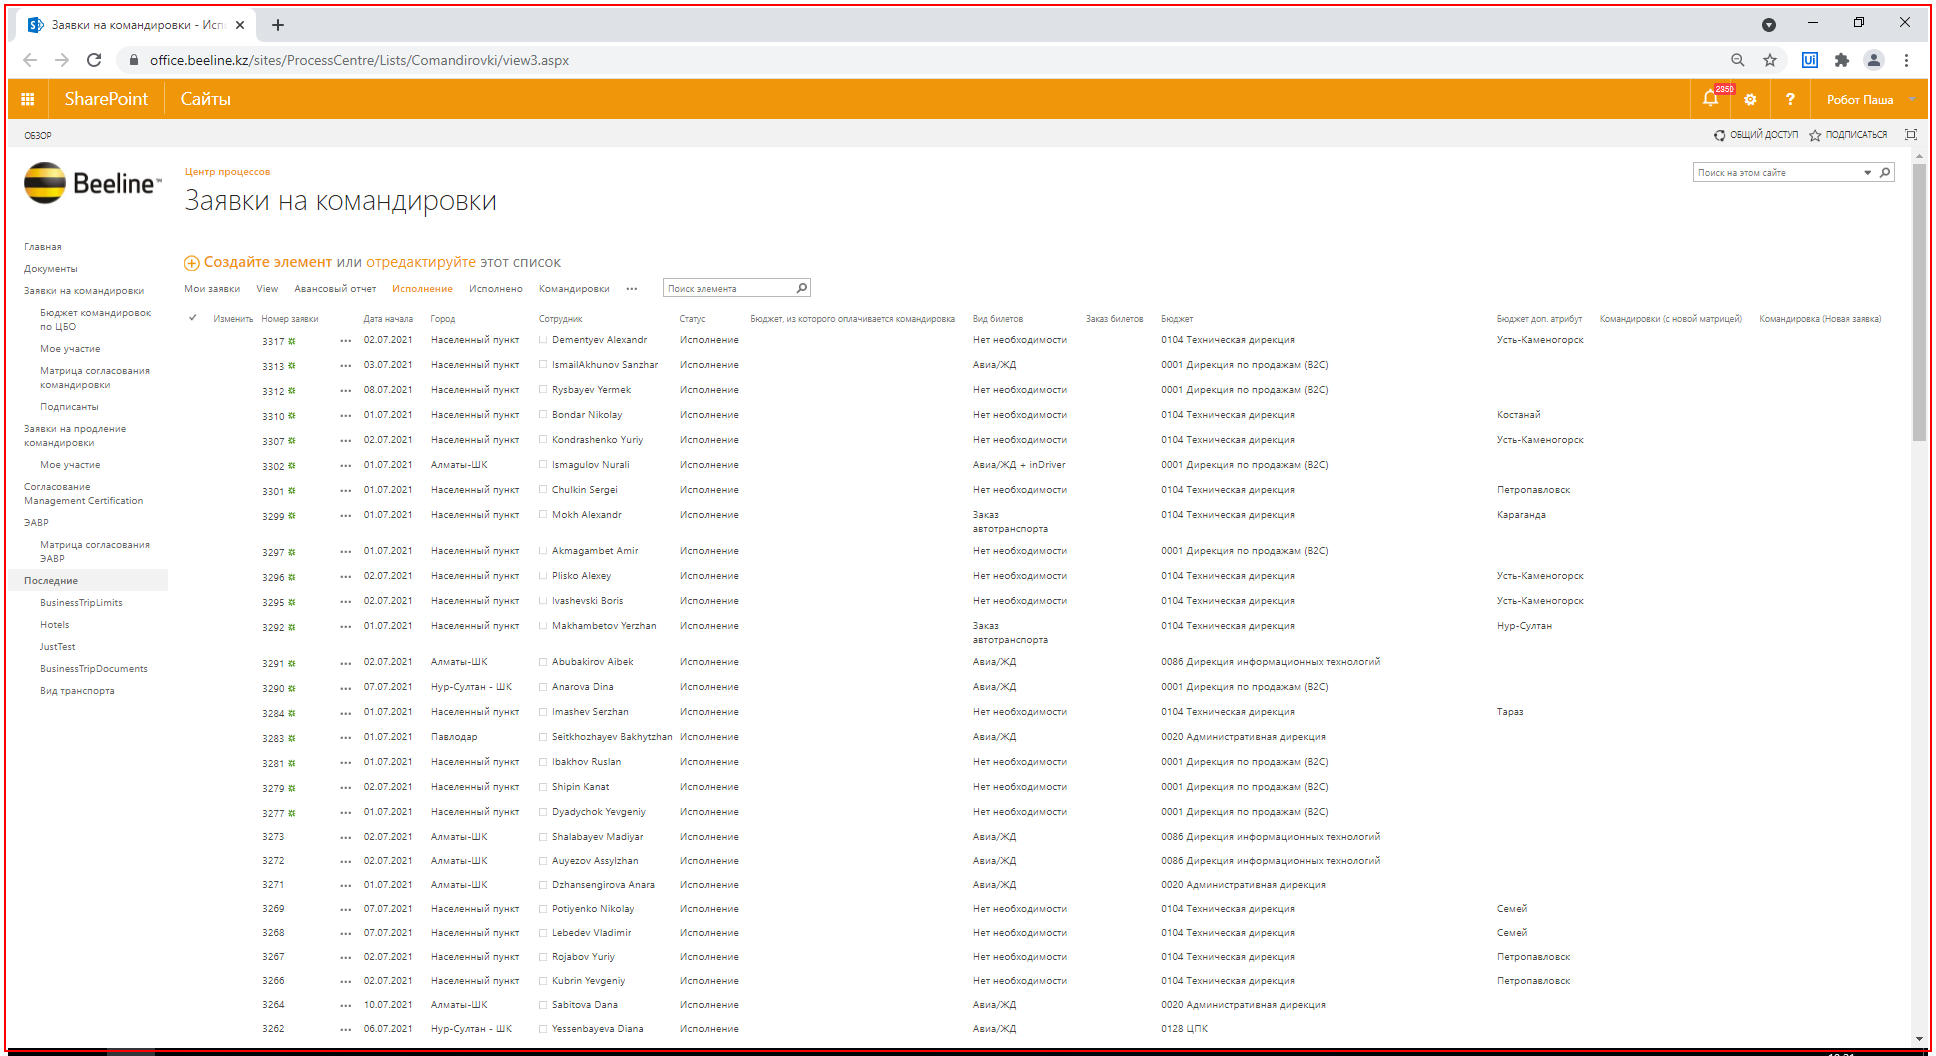 Заявки на командировки - Исп
office.beeline.kz/sites/ProcessCentre/Lists/Comandirovki/view3.aspx
Ui
SharePoint Сайты 2350 ? Робот Паша
ОБЗОР ОБЩИЙ ДОСТУП ПОДПИСАТЬСЯ
Beeline™
Центр процессов
Заявки на командировки
Поиск на этом сайте
Главная
Документы
Заявки на командировки
Бюджет командировок
по ЦБО
Мое участие
Матрица согласования
командировки
Подписанты
Заявки на продление
командировки
Мое участие
Согласование
Management Certification
ЭАВР
Матрица согласования
ЭАВР
Последние
BusinessTripLimits
Hotels
JustTest
BusinessTripDocuments
Вид транспорта
Создайте элемент или отредактируйте этот список
Мои заявки View Авансовый отчет Исполнение Исполнено Командировки ··· Поиск элемента
Изменить Номер заявки Дата начала Город Сотрудник Статус Бюджет, из которого оплачивается командировка Вид билетов Заказ билетов Бюджет Бюджет доп. атрибут Командировки (с новой матрицей) Командировка (Новая заявка)
3317 ··· 02.07.2021 Населенный пункт Dementyev Alexandr Исполнение Нет необходимости 0104 Техническая дирекция Усть-Каменогорск
3313 ··· 03.07.2021 Населенный пункт IsmailAkhunov Sanzhar Исполнение Авиа/ЖД 0001 Дирекция по продажам (B2C)
3312 ··· 08.07.2021 Населенный пункт Rysbayev Yermek Исполнение Нет необходимости 0001 Дирекция по продажам (B2C)
3310 ··· 01.07.2021 Населенный пункт Bondar Nikolay Исполнение Нет необходимости 0104 Техническая дирекция Костанай
3307 ··· 02.07.2021 Населенный пункт Kondrashenko Yuriy Исполнение Нет необходимости 0104 Техническая дирекция Усть-Каменогорск
3302 ··· 01.07.2021 Алматы-ШК Ismagulov Nurali Исполнение Авиа/ЖД + inDriver 0001 Дирекция по продажам (B2C)
3301 ··· 01.07.2021 Населенный пункт Chulkin Sergei Исполнение Нет необходимости 0104 Техническая дирекция Петропавловск
3299 ··· 01.07.2021 Населенный пункт Mokh Alexandr Исполнение Заказ 0104 Техническая дирекция Караганда
автотранспорта
3297 ··· 01.07.2021 Населенный пункт Akmagambet Amir Исполнение Нет необходимости 0001 Дирекция по продажам (B2C)
3296 ··· 02.07.2021 Населенный пункт Plisko Alexey Исполнение Нет необходимости 0104 Техническая дирекция Усть-Каменогорск
3295 ··· 02.07.2021 Населенный пункт Ivashevski Boris Исполнение Нет необходимости 0104 Техническая дирекция Усть-Каменогорск
3292 ··· 01.07.2021 Населенный пункт Makhambetov Yerzhan Исполнение Заказ 0104 Техническая дирекция Нур-Султан
автотранспорта
3291 ··· 02.07.2021 Алматы-ШК Abubakirov Aibek Исполнение Авиа/ЖД 0086 Дирекция информационных технологий
3290 ··· 07.07.2021 Нур-Султан - ШК Anarova Dina Исполнение Авиа/ЖД 0001 Дирекция по продажам (B2C)
3284 ··· 01.07.2021 Населенный пункт Imashev Serzhan Исполнение Нет необходимости 0104 Техническая дирекция Тараз
3283 ··· 01.07.2021 Павлодар Seitkhozhayev Bakhytzhan Исполнение Авиа/ЖД 0020 Административная дирекция
3281 ··· 01.07.2021 Населенный пункт Ibakhov Ruslan Исполнение Нет необходимости 0001 Дирекция по продажам (B2C)
3279 ··· 02.07.2021 Населенный пункт Shipin Kanat Исполнение Нет необходимости 0001 Дирекция по продажам (B2C)
3277 ··· 01.07.2021 Населенный пункт Dyadychok Yevgeniy Исполнение Нет необходимости 0001 Дирекция по продажам (B2C)
3273 ··· 02.07.2021 Алматы-ШК Shalabayev Madiyar Исполнение Авиа/ЖД 0086 Дирекция информационных технологий
3272 ··· 02.07.2021 Алматы-ШК Auyezov Assylzhan Исполнение Авиа/ЖД 0086 Дирекция информационных технологий
3271 ··· 01.07.2021 Алматы-ШК Dzhansengirova Anara Исполнение Авиа/ЖД 0020 Административная дирекция
3269 ··· 07.07.2021 Населенный пункт Potiyenko Nikolay Исполнение Нет необходимости 0104 Техническая дирекция Семей
3268 ··· 07.07.2021 Населенный пункт Lebedev Vladimir Исполнение Нет необходимости 0104 Техническая дирекция Семей
3267 ··· 02.07.2021 Населенный пункт Rojabov Yuriy Исполнение Нет необходимости 0104 Техническая дирекция Петропавловск
3266 ··· 02.07.2021 Населенный пункт Kubrin Yevgeniy Исполнение Нет необходимости 0104 Техническая дирекция Петропавловск
3264 ··· 10.07.2021 Алматы-ШК Sabitova Dana Исполнение Авиа/ЖД 0020 Административная дирекция
3262 ··· 06.07.2021 Нур-Султан - ШК Yessenbayeva Diana Исполнение Авиа/ЖД 0128 ЦПК